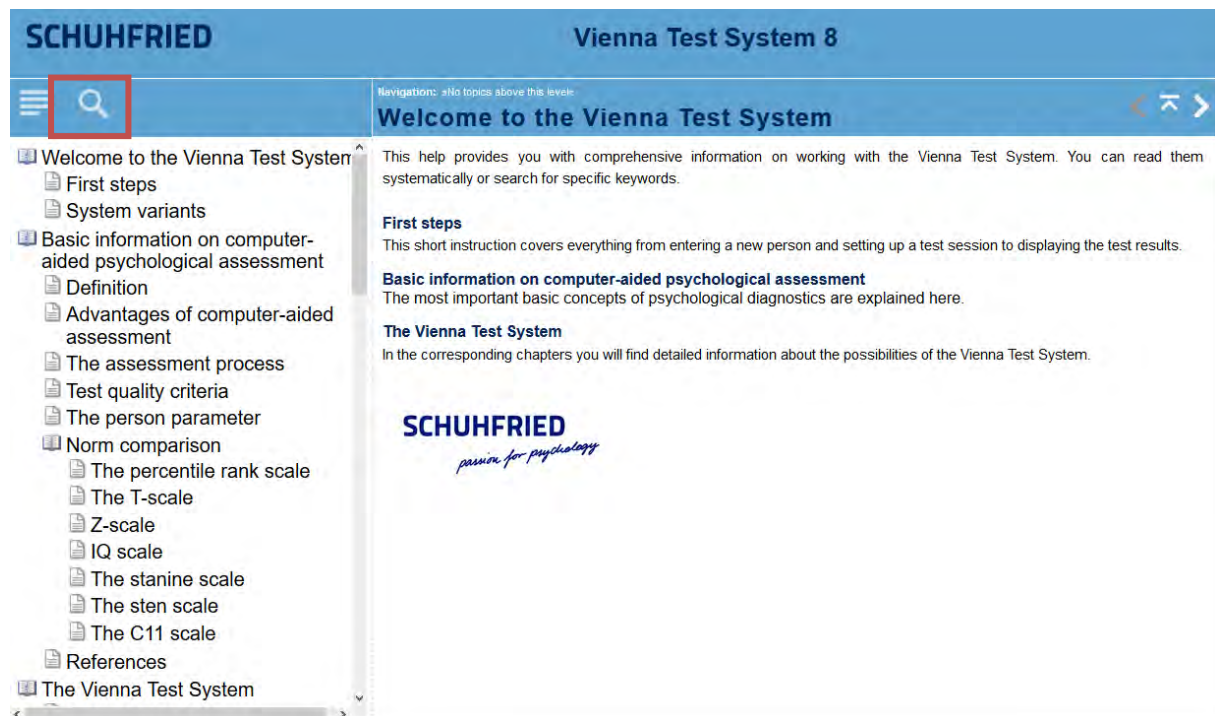 SCHUHFRIED
Vienna Test System 8
Navigation: »No topics above this level«
Welcome to the Vienna Test System
Welcome to the Vienna Test System
First steps
System variants
Basic information on computer-
aided psychological assessment
Definition
Advantages of computer-aided
assessment
The assessment process
Test quality criteria
The person parameter
Norm comparison
The percentile rank scale
The T-scale
Z-scale
IQ scale
The stanine scale
The sten scale
The C11 scale
References
The Vienna Test System
This help provides you with comprehensive information on working with the Vienna Test System. You can read them
systematically or search for specific keywords.
First steps
This short instruction covers everything from entering a new person and setting up a test session to displaying the test results.
Basic information on computer-aided psychological assessment
The most important basic concepts of psychological diagnostics are explained here.
The Vienna Test System
In the corresponding chapters you will find detailed information about the possibilities of the Vienna Test System.
SCHUHFRIED
passion for psychology